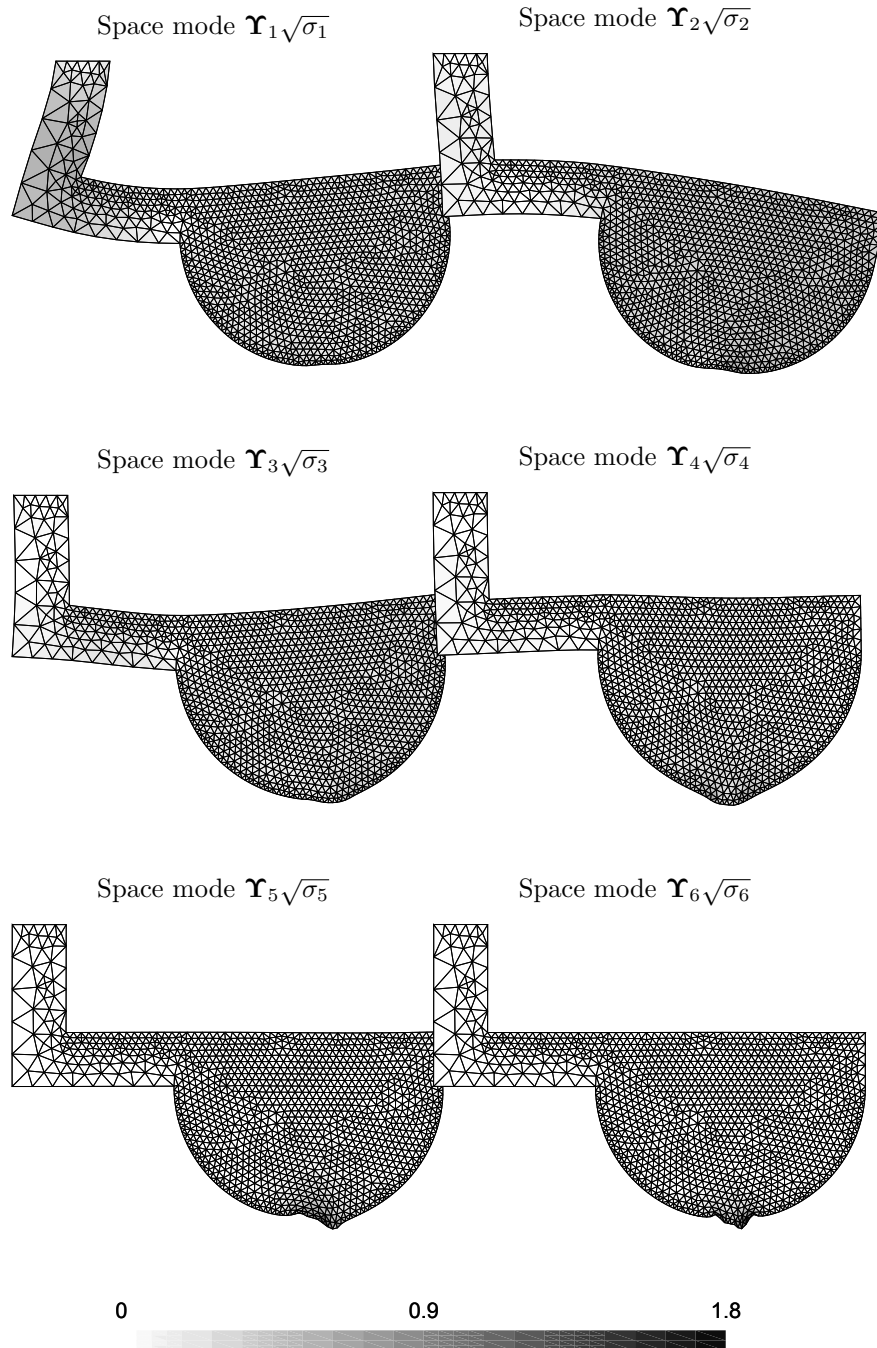 Space mode 𝚼₁√σ₁
Space mode 𝚼₂√σ₂
Space mode 𝚼₃√σ₃
Space mode 𝚼₄√σ₄
Space mode 𝚼₅√σ₅
Space mode 𝚼₆√σ₆
0 0.9 1.8